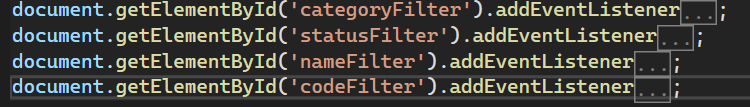 document.getElementById('categoryFilter').addEventListener...;
document.getElementById('statusFilter').addEventListener...;
document.getElementById('nameFilter').addEventListener...;
document.getElementById('codeFilter').addEventListener...;